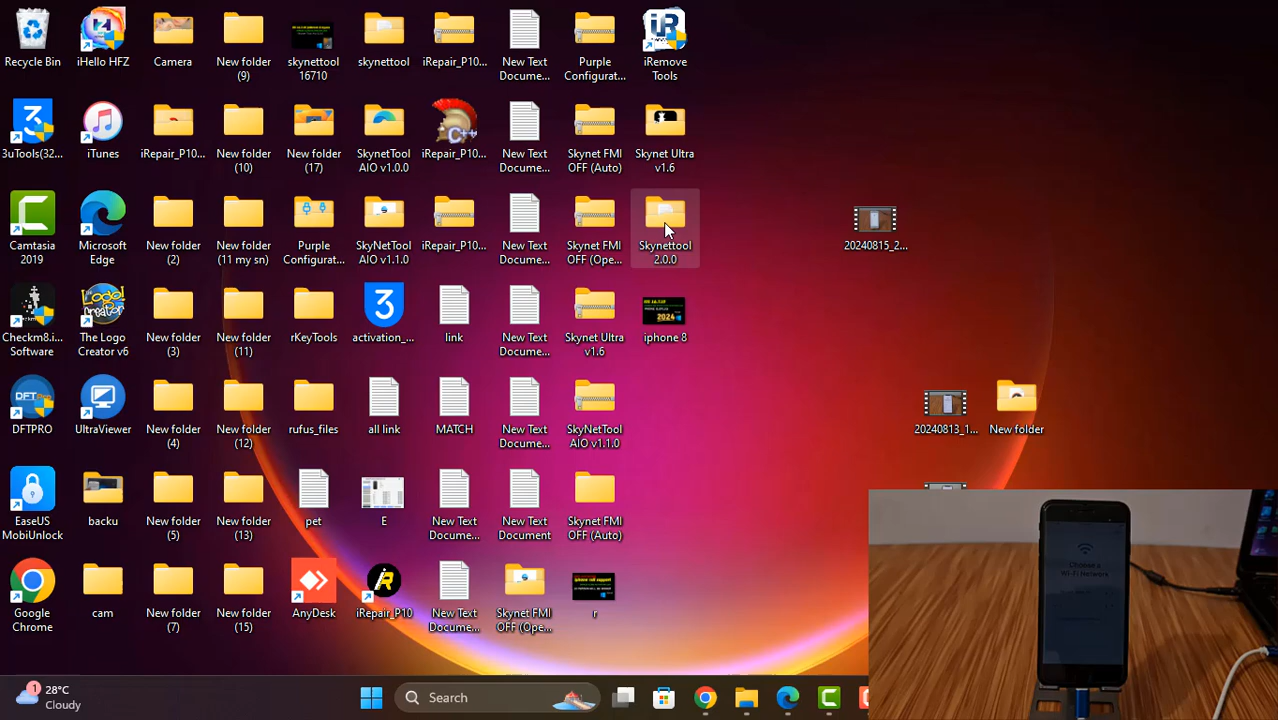 Recycle Bin
iHello HFZ
Camera
New folder
(9)
skynettool
16710
skynettool
iRepair_P10...
New Text
Docume...
Purple
Configurat...
iRemove
Tools
3uTools(32...
iTunes
iRepair_P10...
New folder
(10)
New folder
(17)
SkynetTool
AIO v1.0.0
iRepair_P10...
New Text
Docume...
Skynet FMI
OFF (Auto)
Skynet Ultra
v1.6
Camtasia
2019
Microsoft
Edge
New folder
(2)
New folder
(11 my sn)
Purple
Configurat...
SkyNetTool
AIO v1.1.0
iRepair_P10...
New Text
Docume...
Skynet FMI
OFF (Ope...
Skynettool
2.0.0
20240815_2...
Checkm8.i...
Software
The Logo
Creator v6
New folder
(3)
New folder
(11)
rKeyTools
activation_...
link
New Text
Docume...
Skynet Ultra
v1.6
iphone 8
DFTPRO
UltraViewer
New folder
(4)
New folder
(12)
rufus_files
all link
MATCH
New Text
Docume...
SkyNetTool
AIO v1.1.0
20240813_1...
New folder
EaseUS
MobiUnlock
backu
New folder
(5)
New folder
(13)
pet
E
New Text
Docume...
New Text
Document
Skynet FMI
OFF (Auto)
Google
Chrome
cam
New folder
(7)
New folder
(15)
AnyDesk
iRepair_P10
New Text
Docume...
Skynet FMI
OFF (Ope...
r
Choose a
Wi-Fi Network
1
28°C
Cloudy
Search